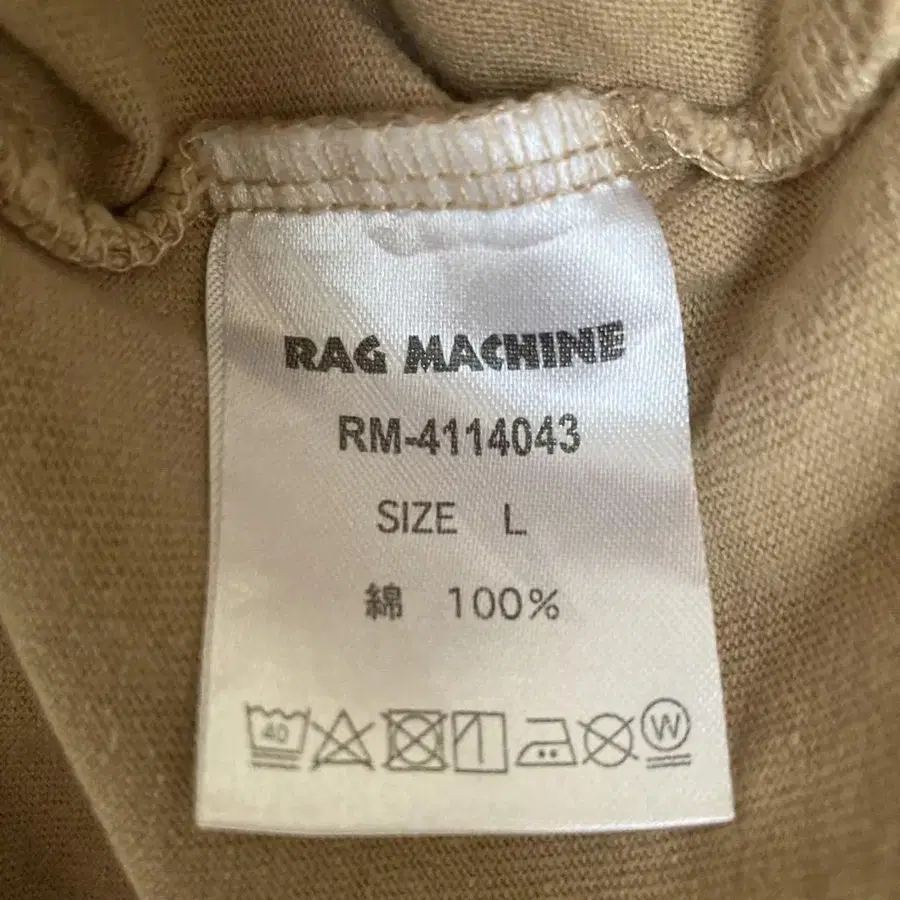 RAG MACHINE
RM-4114043
SIZE L
綿 100%
40 W